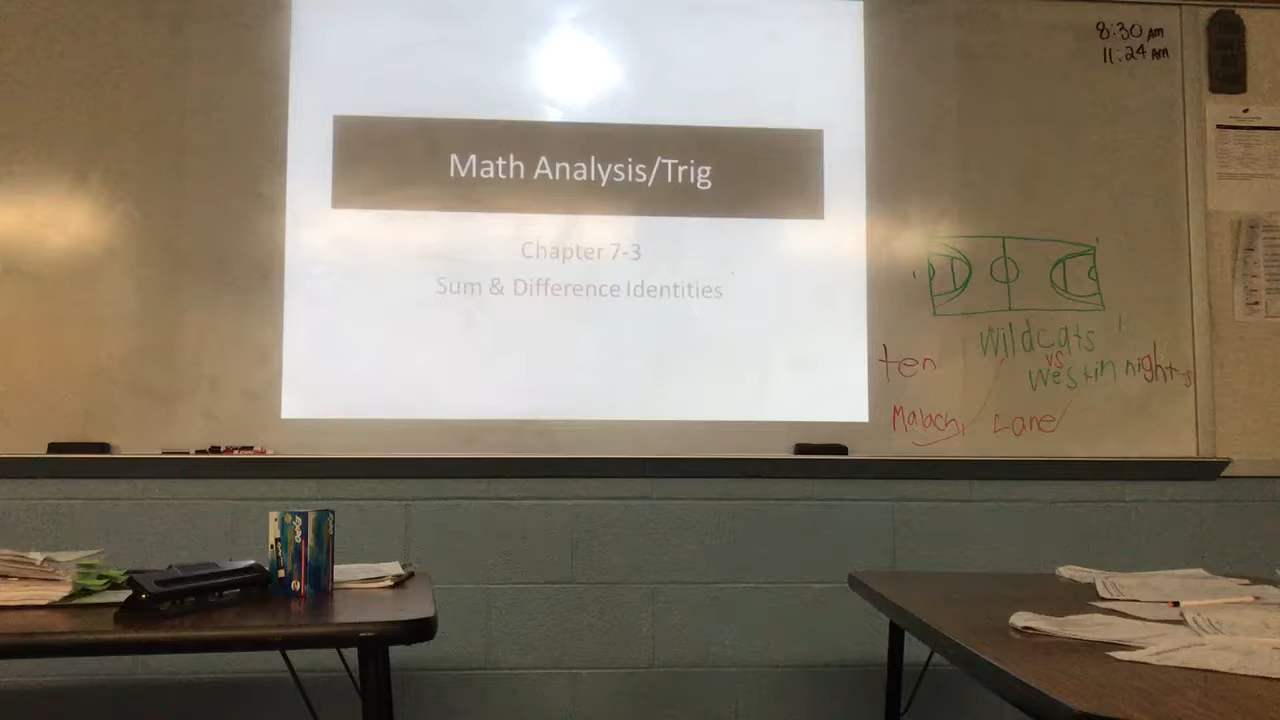 8:30 AM
11:24 AM
Math Analysis/Trig
Chapter 7-3
Sum & Difference Identities
Wildcats
vs
Westin nights
ten
Malachi Lane
EXPO